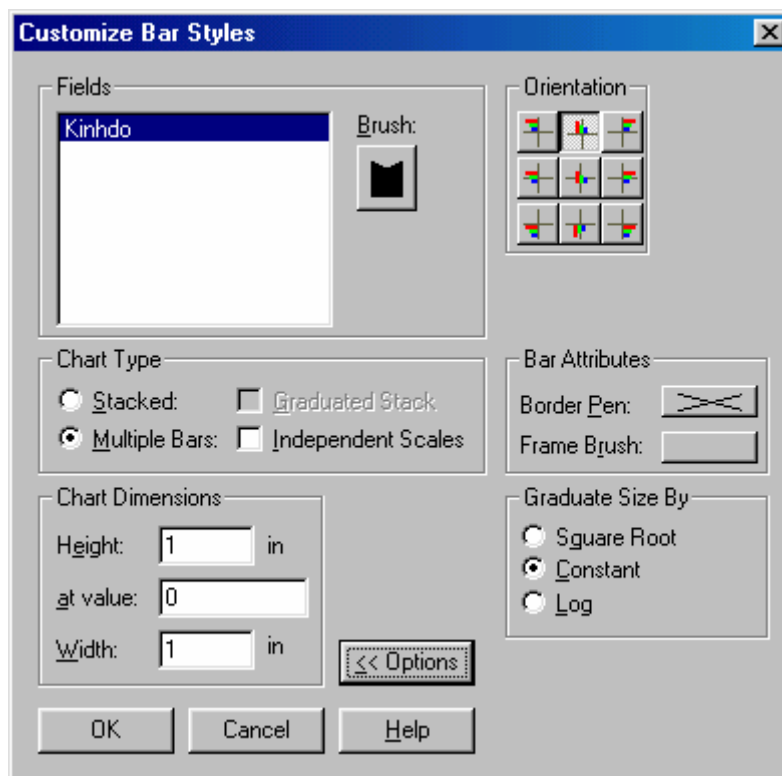 Customize Bar Styles
Fields
Kinhdo
Brush:
Orientation
Chart Type
Stacked:
Graduated Stack
Multiple Bars:
Independent Scales
Bar Attributes
Border Pen:
Frame Brush:
Chart Dimensions
Height: 1 in
at value: 0
Width: 1 in
<< Options
Graduate Size By
Square Root
Constant
Log
OK
Cancel
Help